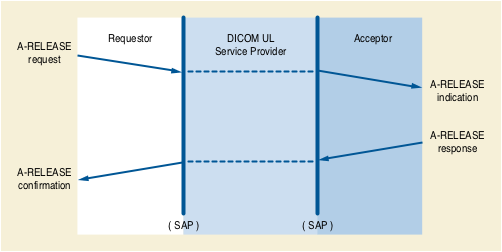 Requestor
DICOM UL
Service Provider
Acceptor
A-RELEASE
request
A-RELEASE
indication
A-RELEASE
response
A-RELEASE
confirmation
( SAP )
( SAP )